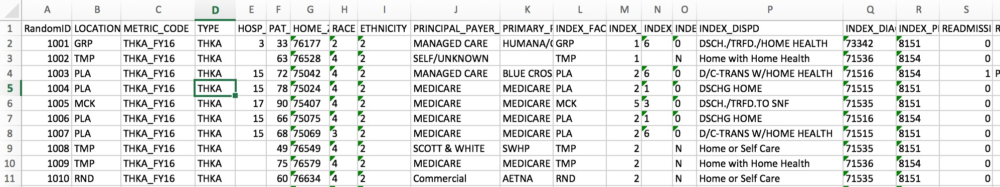 A B C D E F G H I J K L M N O P Q R S
1 RandomID LOCATION METRIC_CODE TYPE HOSP_ PAT_ HOME_ RACE ETHNICITY PRINCIPAL_PAYER_ PRIMARY_ INDEX_FAC INDEX_ INDEX INDE INDEX_DISPD INDEX_DIA INDEX_P READMISSI R
2 1001 GRP THKA_FY16 THKA 3 33 76177 2 2 MANAGED CARE HUMANA/ GRP 1 6 0 DSCH./TRFD./HOME HEALTH 73342 8151 0
3 1002 TMP THKA_FY16 THKA 63 76528 4 2 SELF/UNKNOWN TMP 1 N Home with Home Health 71536 8154 0
4 1003 PLA THKA_FY16 THKA 15 72 75042 4 2 MANAGED CARE BLUE CROS PLA 2 6 0 D/C-TRANS W/HOME HEALTH 71516 8154 1 P
5 1004 PLA THKA_FY16 THKA 15 78 75024 4 2 MEDICARE MEDICARE PLA 2 1 0 DSCHG HOME 71515 8151 0
6 1005 MCK THKA_FY16 THKA 17 90 75407 4 2 MEDICARE MEDICARE MCK 5 3 0 DSCH./TRFD.TO SNF 71535 8151 0
7 1006 PLA THKA_FY16 THKA 15 66 75075 4 2 MEDICARE MEDICARE PLA 2 1 0 DSCHG HOME 71516 8154 0
8 1007 PLA THKA_FY16 THKA 15 68 75069 3 2 MEDICARE MEDICARE PLA 2 6 0 D/C-TRANS W/HOME HEALTH 71515 8151 0
9 1008 TMP THKA_FY16 THKA 49 76549 4 2 SCOTT & WHITE SWHP TMP 2 N Home or Self Care 71535 8151 0
10 1009 TMP THKA_FY16 THKA 75 76579 4 2 MEDICARE MEDICARE TMP 2 N Home with Home Health 71536 8154 0
11 1010 RND THKA_FY16 THKA 60 76634 4 2 Commercial AETNA RND 2 N Home or Self Care 71535 8151 0